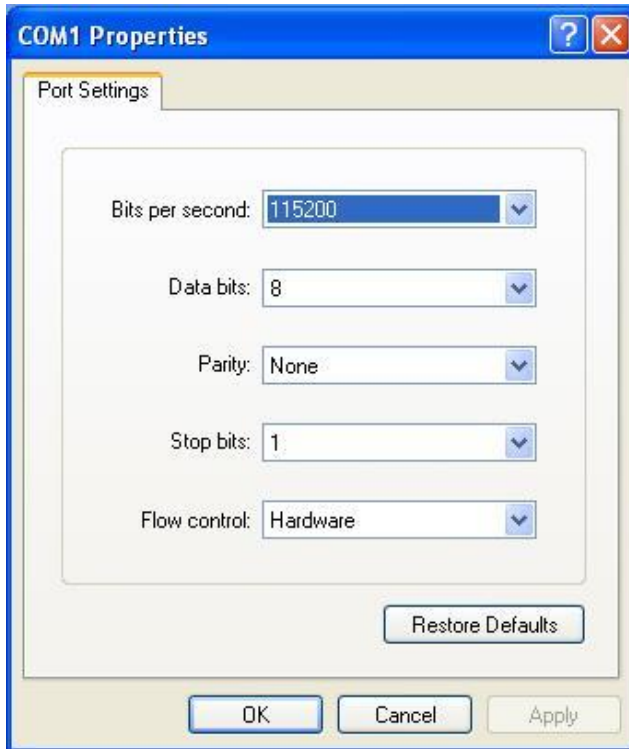 COM1 Properties
Port Settings
Bits per second: 115200
Data bits: 8
Parity: None
Stop bits: 1
Flow control: Hardware
Restore Defaults
OK Cancel Apply